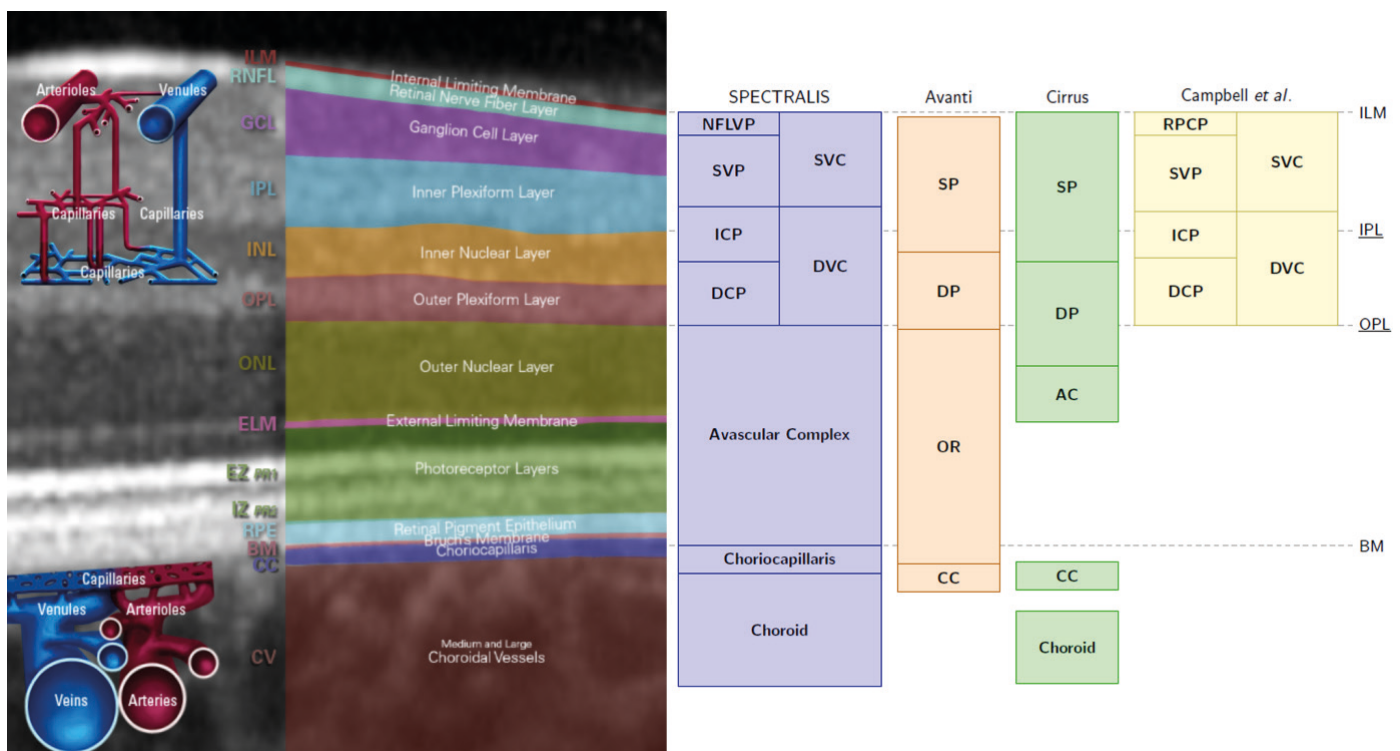 Arterioles
Venules
Capillaries
Capillaries
Capillaries
Capillaries
Venules
Arterioles
Veins
Arteries
ILM
RNFL
GCL
IPL
INL
OPL
ONL
ELM
EZ PR1
IZ PR2
RPE
BM
CC
CV
Internal Limiting Membrane
Retinal Nerve Fiber Layer
Ganglion Cell Layer
Inner Plexiform Layer
Inner Nuclear Layer
Outer Plexiform Layer
Outer Nuclear Layer
External Limiting Membrane
Photoreceptor Layers
Retinal Pigment Epithelium
Bruch's Membrane
Choriocapillaris
Medium and Large
Choroidal Vessels
SPECTRALIS
NFLVP
SVP
SVC
ICP
DCP
DVC
Avascular Complex
Choriocapillaris
Choroid
Avanti
SP
DP
OR
CC
Cirrus
SP
DP
AC
CC
Choroid
Campbell et al.
RPCP
SVP
SVC
ICP
DCP
DVC
ILM
IPL
OPL
BM